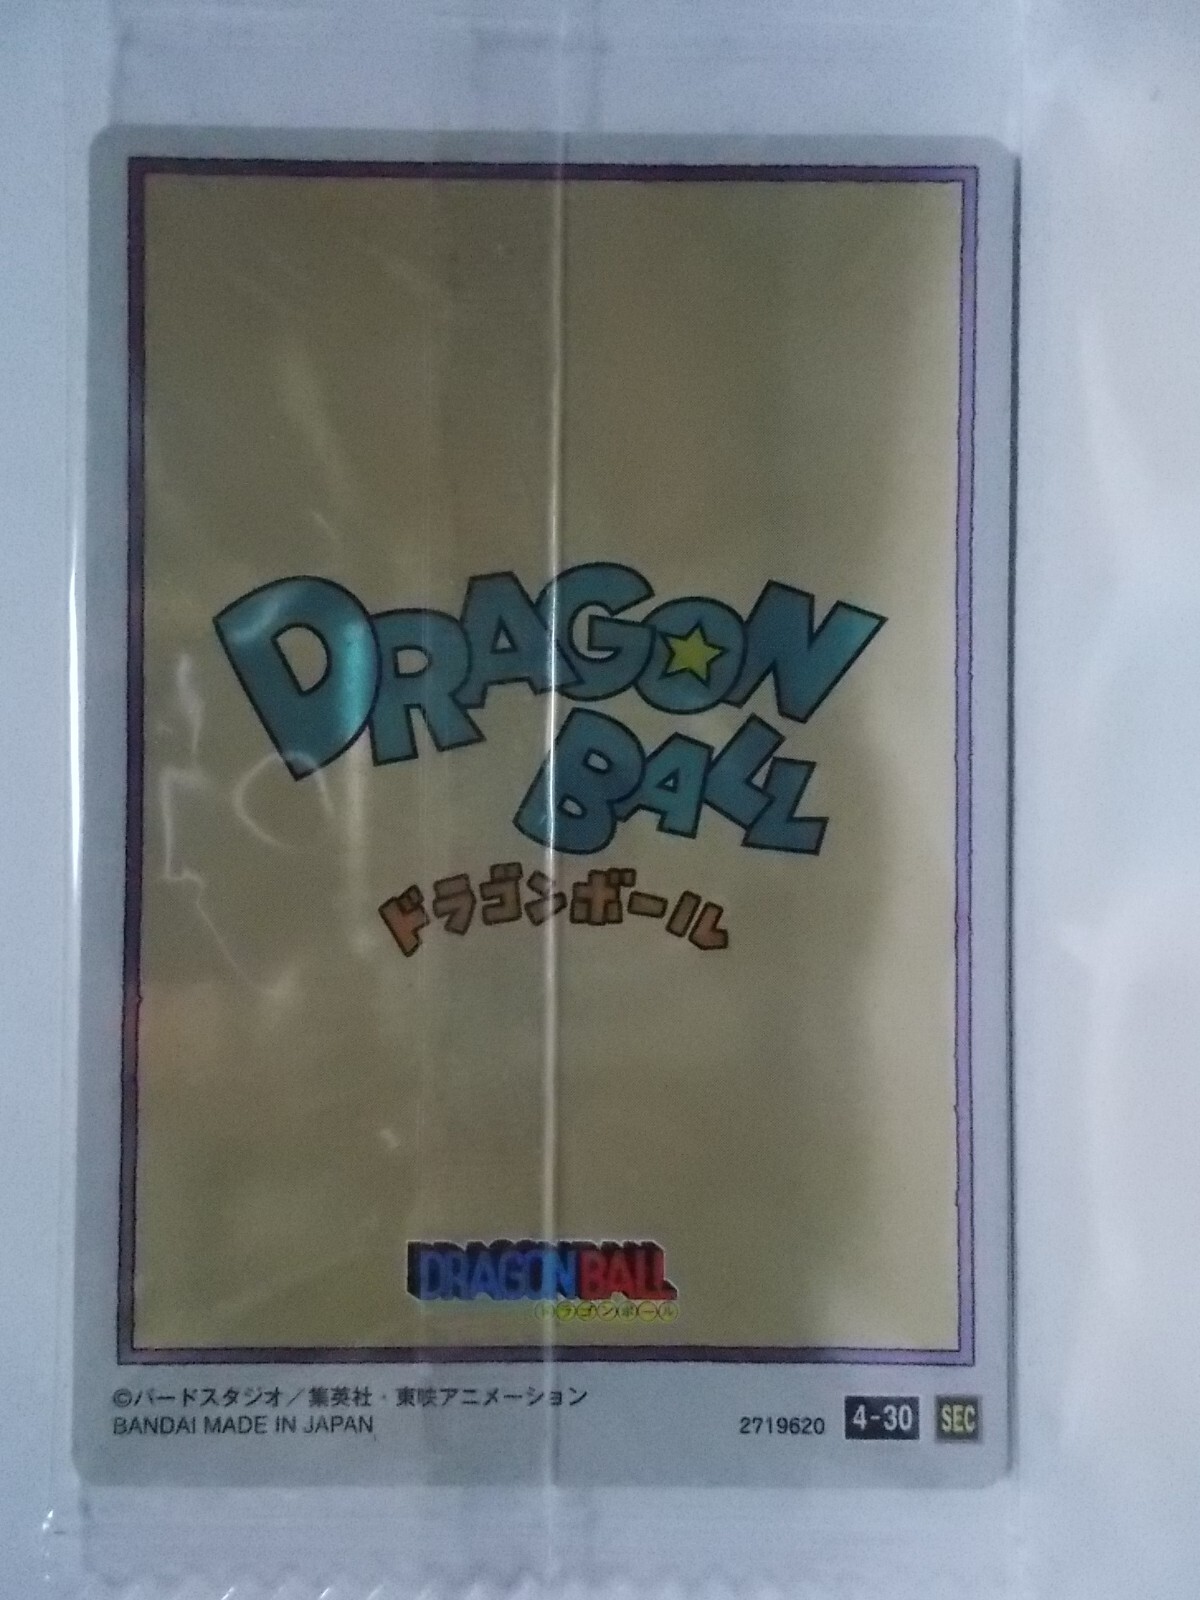 DRAGON
BALL
ドラゴンボール
DRAGON BALL
ドラゴンボール
©バードスタジオ／集英社・東映アニメーション
BANDAI MADE IN JAPAN
2719620 4-30 SEC